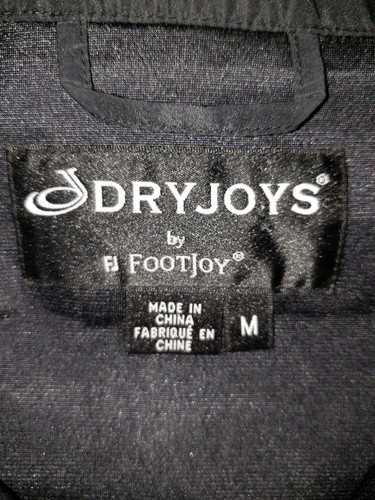 DRYJOYS®
by
FJ FOOTJOY®
MADE IN
CHINA
FABRIQUÉ EN
CHINE
M